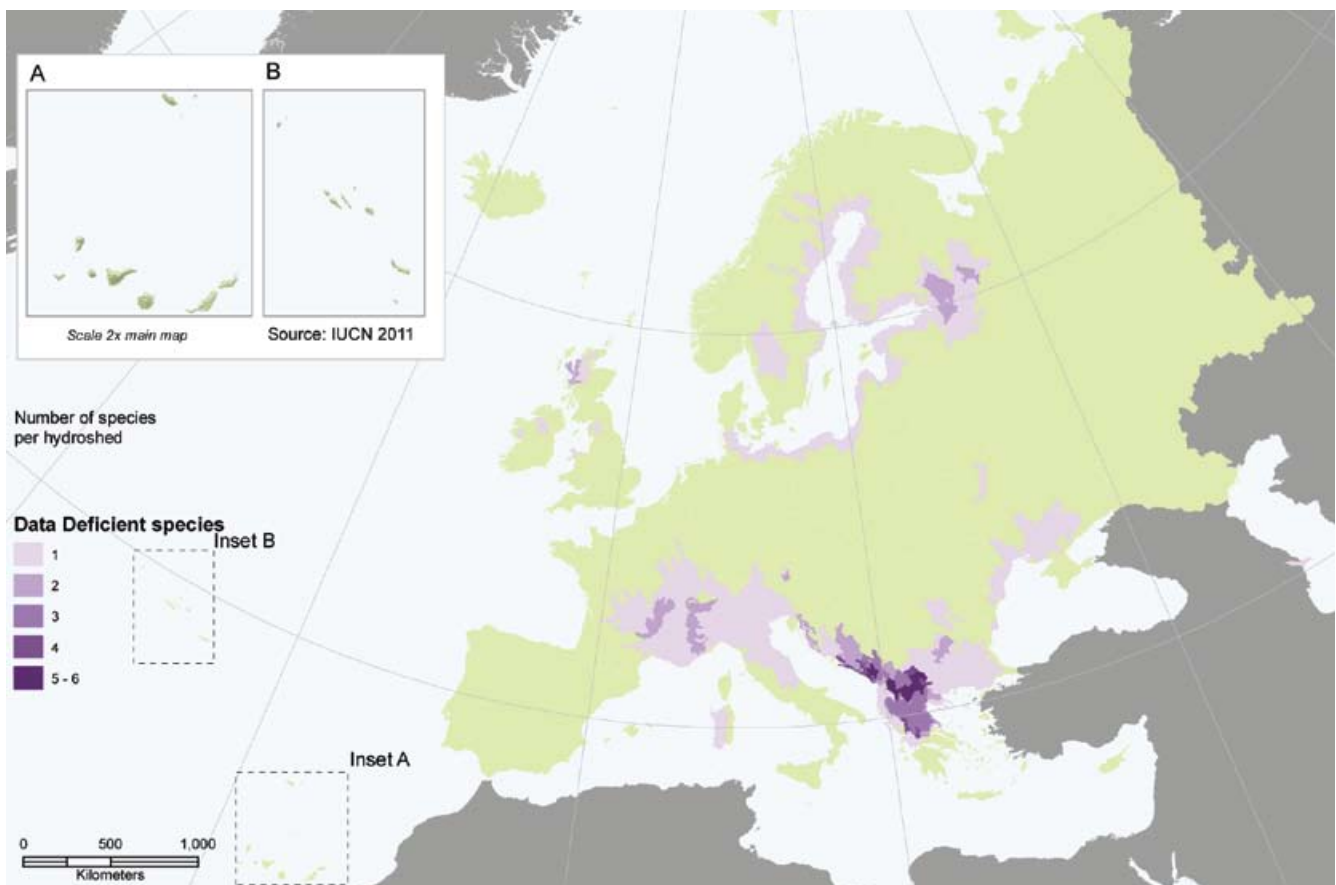 A
B
Scale 2x main map
Source: IUCN 2011
Number of species
per hydroshed
Data Deficient species
1
2
3
4
5 - 6
Inset B
Inset A
0 500 1,000
Kilometers